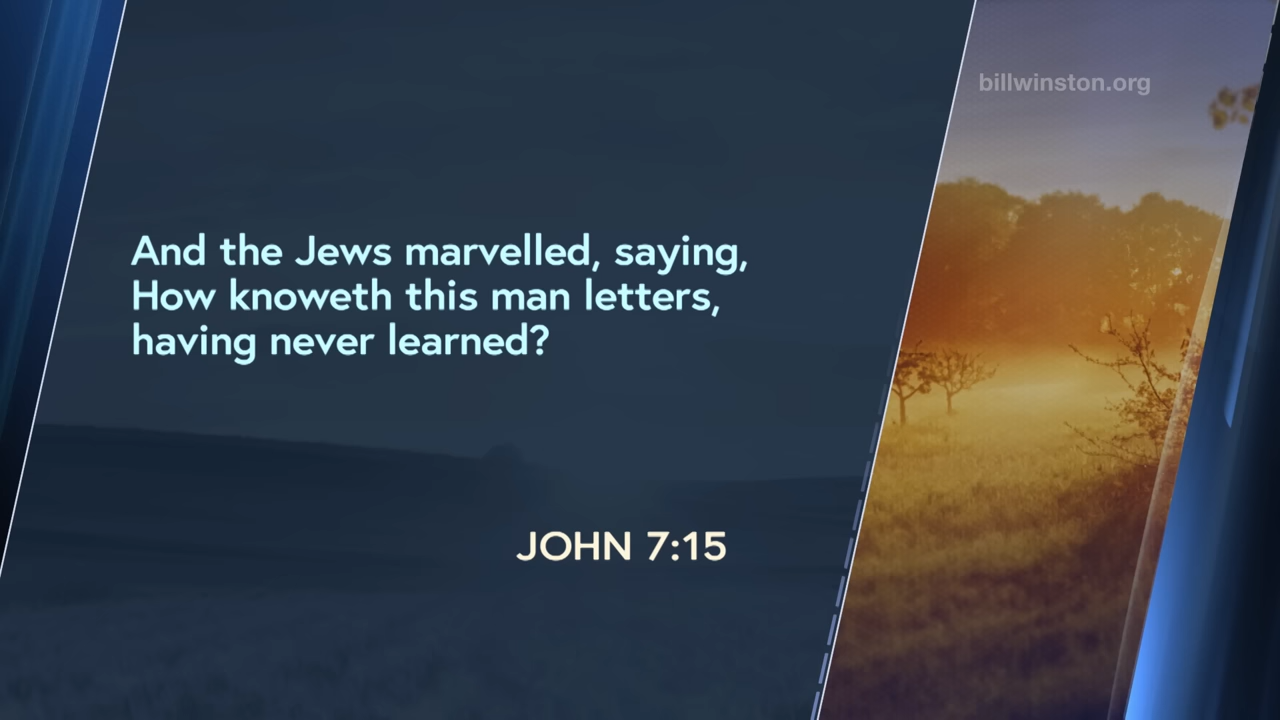 billwinston.org
And the Jews marvelled, saying,
How knoweth this man letters,
having never learned?
JOHN 7:15